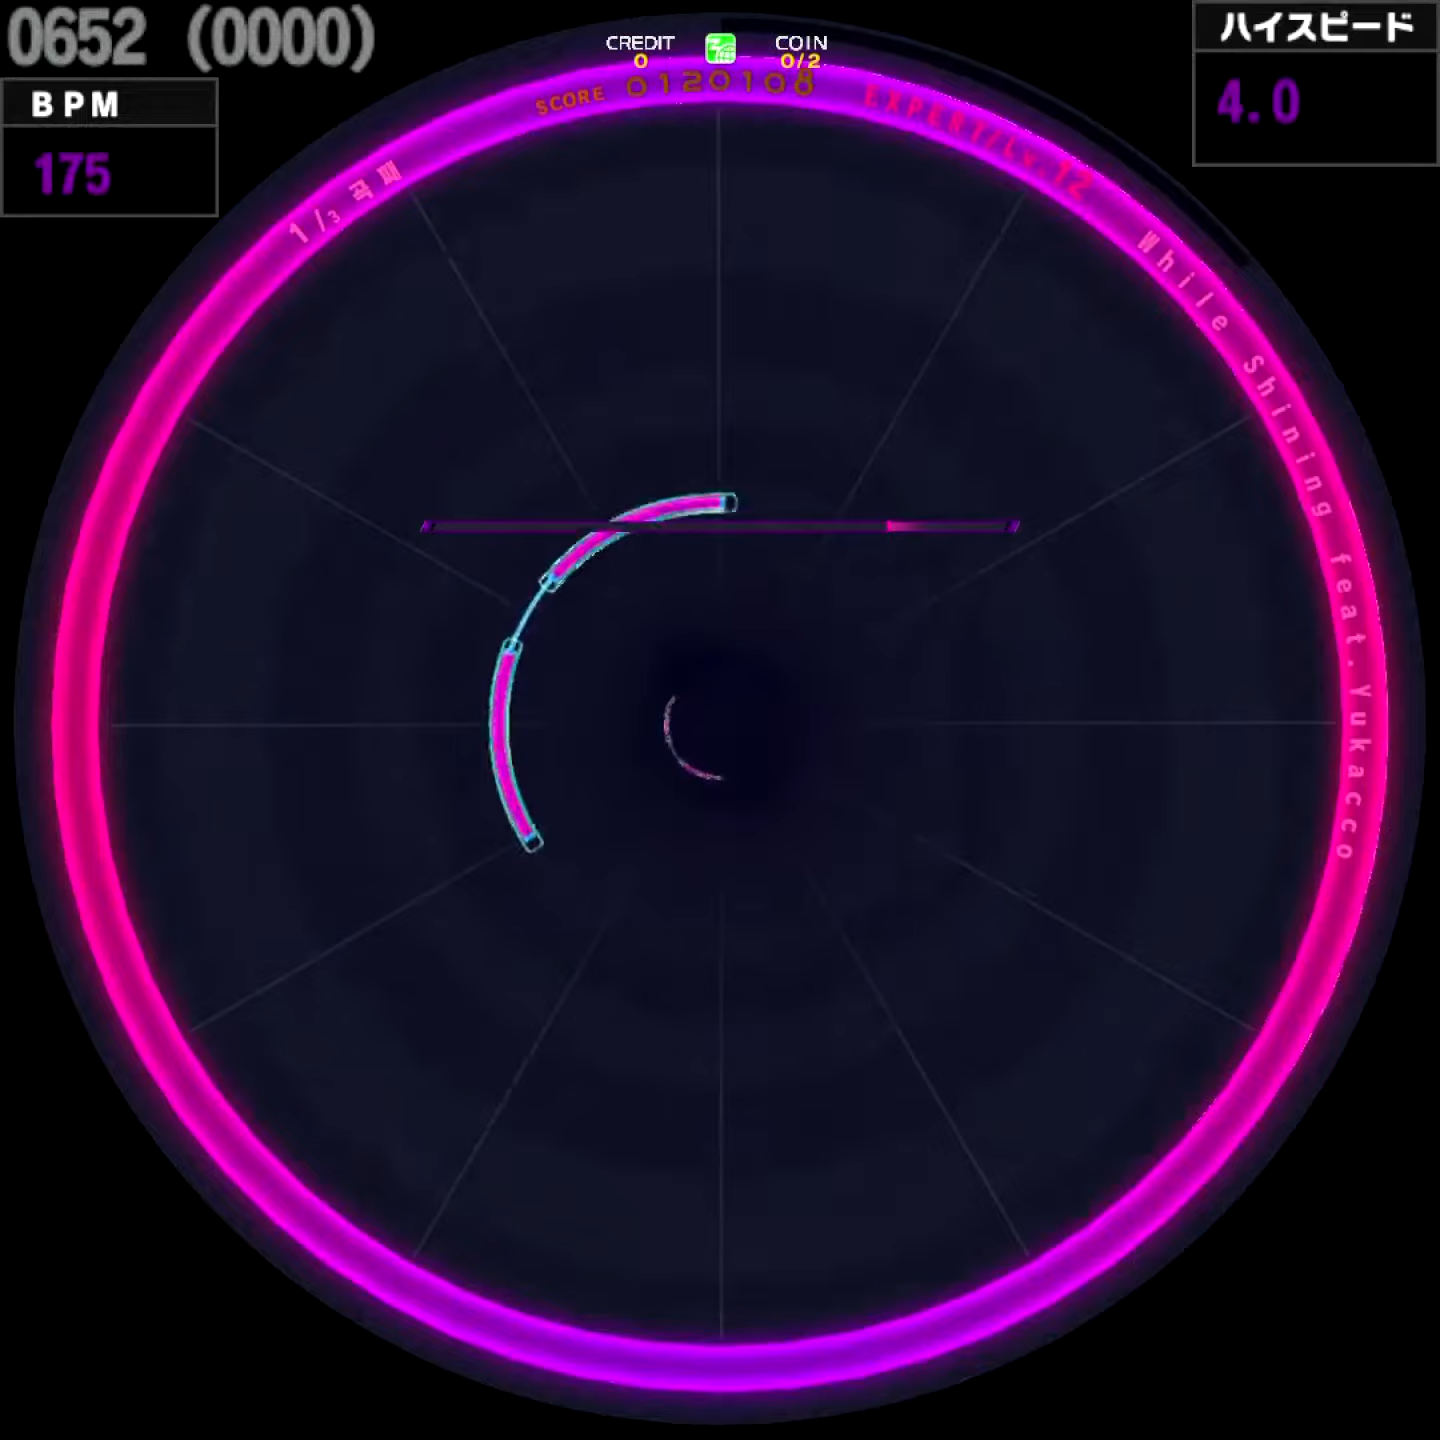 0652 (0000)
BPM
175
CREDIT
0
COIN
0/2
SCORE 0120108
ハイスピード
4.0
1/3 곡째
EXPERT/Lv.12
While Shining feat.Yukacco